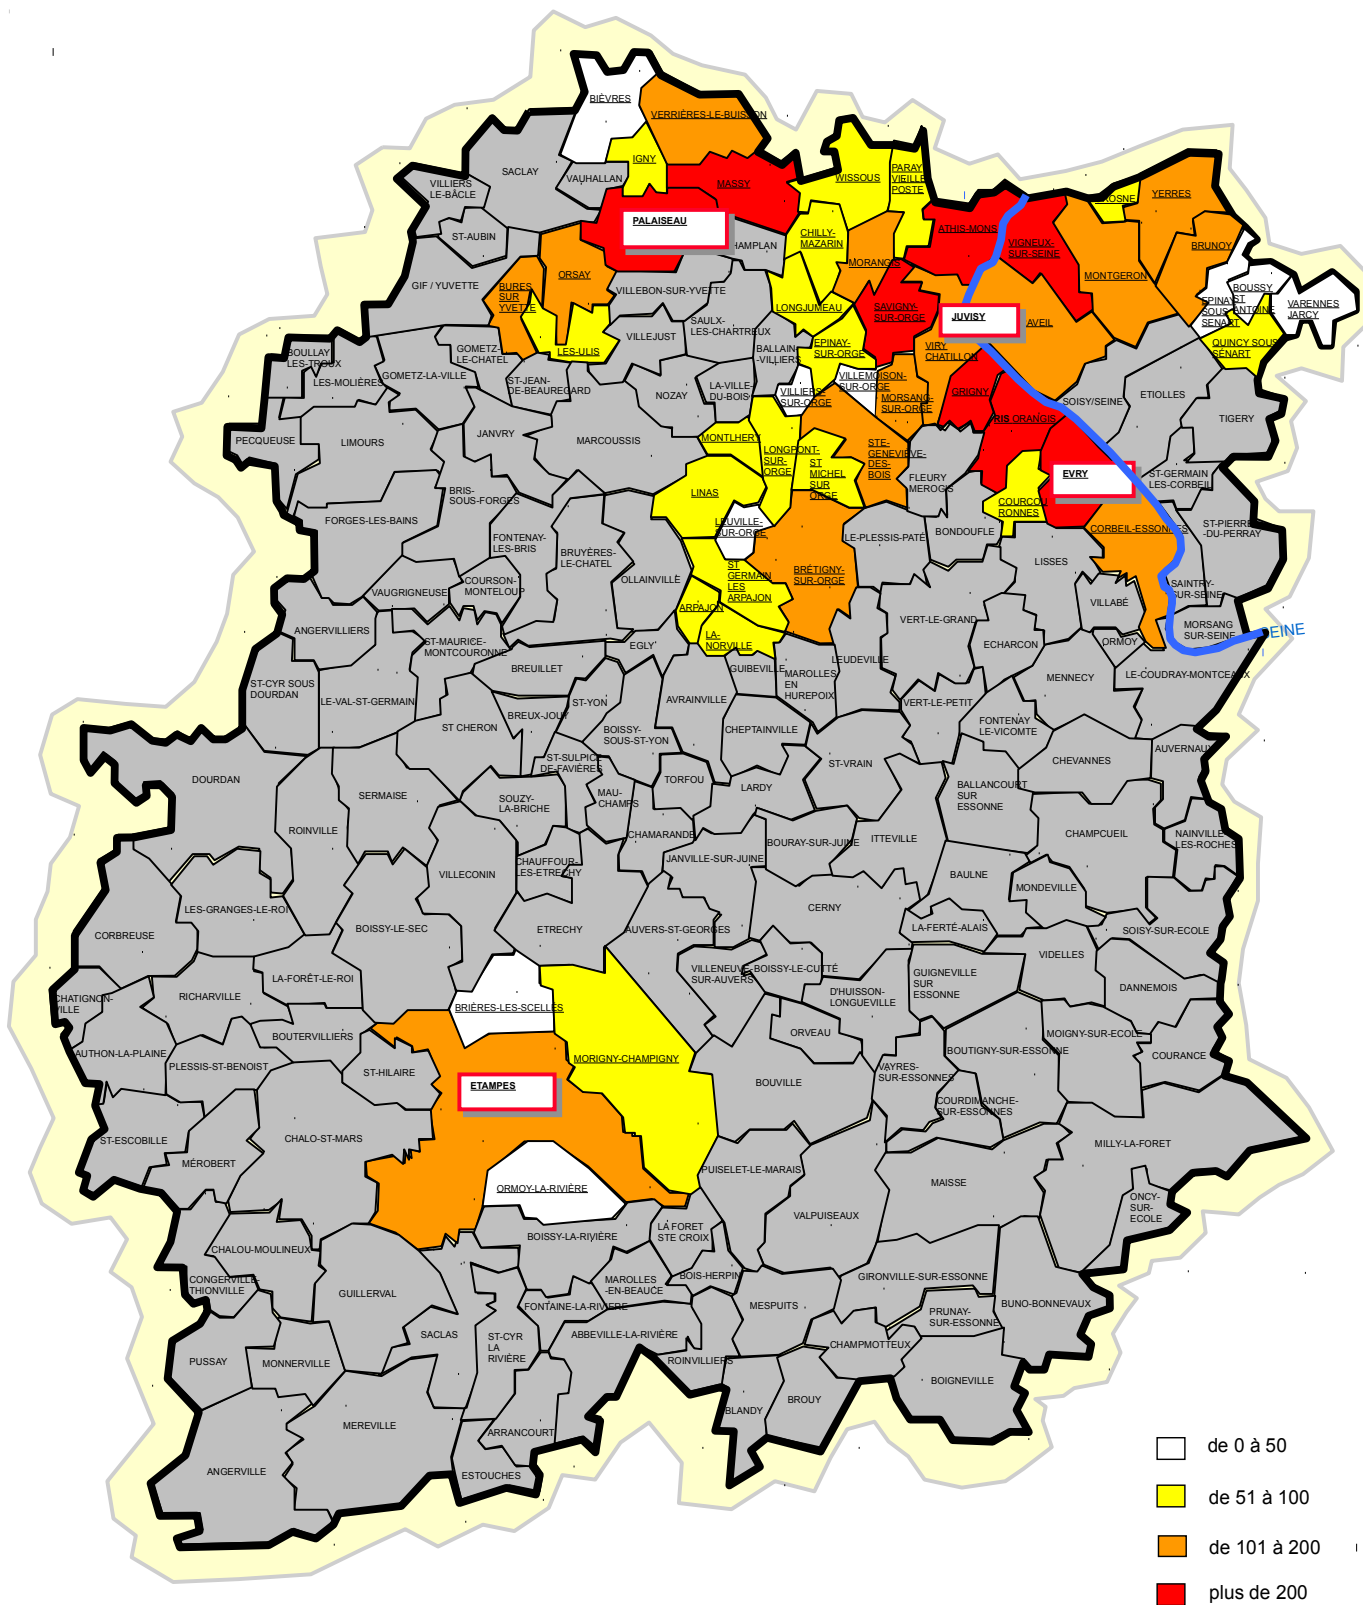 BIÈVRES
VERRIÈRES-LE-BUISSON
IGNY
SACLAY
VAUHALLAN
VILLIERS
LE-BÂCLE
MASSY
WISSOUS
PARAY
VIEILLE
POSTE
YERRES
PALAISEAU
ST-AUBIN
HAMPLAN
CHILLY-
MAZARIN
ATHIS-MONS
VIGNEUX-
SUR-SEINE
BRUNOY
MORANGIS
MONTGERON
ORSAY
GIF / YUVETTE
BURES
SUR
YVETTE
VILLEBON-SUR-YVETTE
LONGJUMEAU
SAVIGNY-
SUR-ORGE
JUVISY
AVEIL
BOUSSY
ST
ANTOINE
EPINAY
SOUS
SENART
VARENNES
JARCY
QUINCY SOUS
SÉNART
LES-ULIS
VILLEJUST
SAULX-
LES-CHARTREUX
EPINAY-
SUR-ORGE
VIRY
CHATILLON
BOULLAY
LES-TROUX
GOMETZ-
LE-CHATEL
BALLAIN
-VILLIERS
LES-MOLIÈRES
GOMETZ-LA-VILLE
ST-JEAN-
DE-BEAUREGARD
NOZAY
LA-VILLE-
DU-BOIS
VILLIERS-
SUR-ORGE
VILLEMOISON-
SUR-ORGE
MORSANG-
SUR-ORGE
GRIGNY
SOISY/SEINE
ETIOLLES
TIGERY
RIS ORANGIS
PECQUEUSE
LIMOURS
JANVRY
MARCOUSSIS
MONTLHERY
LONGPONT-
SUR-
ORGE
ST
MICHEL
SUR
ORGE
STE-
GENEVIEVE-
DES-
BOIS
FLEURY
MEROGIS
EVRY
ST-GERMAIN
LES-CORBEIL
BRIS-
SOUS-FORGES
LINAS
COURCOU
RONNES
FORGES-LES-BAINS
LEUVILLE-
SUR-ORGE
LE-PLESSIS-PATÉ
BONDOUFLE
CORBEIL-ESSONNES
ST-PIERRE
-DU-PERRAY
FONTENAY-
LES-BRIS
BRUYÈRES-
LE-CHATEL
OLLAINVILLE
ST
GERMAIN
LES
ARPAJON
BRÉTIGNY-
SUR-ORGE
LISSES
VAUGRIGNEUSE
COURSON-
MONTELOUP
ARPAJON
VILLABÉ
SAINTRY-
SUR-SEINE
ANGERVILLIERS
ST-MAURICE-
MONTCOURONNE
EGLY
LA-
NORVILLE
VERT-LE-GRAND
ECHARCON
ORMOY
MORSANG
SUR-SEINE
SEINE
BREUILLET
GUIBEVILLE
MAROLLES
EN
HUREPOIX
LEUDEVILLE
MENNECY
LE-COUDRAY-MONTCEAUX
ST-CYR SOUS
DOURDAN
LE-VAL-ST-GERMAIN
ST CHERON
BREUX-JOUY
ST-YON
BOISSY-
SOUS-ST-YON
AVRAINVILLE
CHEPTAINVILLE
VERT-LE-PETIT
FONTENAY
LE-VICOMTE
AUVERNAUX
ST-SULPICE
DE-FAVIÈRES
ST-VRAIN
CHEVANNES
DOURDAN
SERMAISE
SOUZY-
LA-BRICHE
MAU-
CHAMPS
TORFOU
LARDY
BALLANCOURT
SUR
ESSONNE
ROINVILLE
CHAMARANDE
BOURAY-SUR-JUINE
ITTEVILLE
CHAMPCUEIL
NAINVILLE
-LES-ROCHES
JANVILLE-SUR-JUINE
VILLECONIN
CHAUFFOUR-
LES-ETRECHY
BAULNE
MONDEVILLE
LES-GRANGES-LE-ROI
BOISSY-LE-SEC
ETRECHY
AUVERS-ST-GEORGES
CERNY
LA-FERTÉ-ALAIS
SOISY-SUR-ECOLE
CORBREUSE
LA-FORÊT-LE-ROI
VILLENEUVE-
SUR-AUVERS
BOISSY-LE-CUTTÉ
GUIGNEVILLE
SUR
ESSONNE
VIDELLES
DANNEMOIS
CHATIGNON-
VILLE
RICHARVILLE
BRIÈRES-LES-SCELLÈS
D'HUISSON-
LONGUEVILLE
BOUTERVILLIERS
ORVEAU
MOIGNY-SUR-ECOLE
AUTHON-LA-PLAINE
PLESSIS-ST-BENOIST
ST-HILAIRE
MORIGNY-CHAMPIGNY
BOUVILLE
VAYRES-
SUR-ESSONNES
BOUTIGNY-SUR-ESSONNE
COURANCE
ETAMPES
COURDIMANCHE-
SUR-ESSONNES
ST-ESCOBILLE
CHALO-ST-MARS
MILLY-LA-FORET
MÉROBERT
ORMOY-LA-RIVIÈRE
PUISELET-LE-MARAIS
MAISSE
ONCY-
SUR-
ECOLE
VALPUISEAUX
CHALOU-MOULINEUX
BOISSY-LA-RIVIÈRE
LA FORET
STE CROIX
CONGERVILLE-
THIONVILLE
GUILLERVAL
MAROLLES
-EN-BEAUCE
BOIS-HERPIN
GIRONVILLE-SUR-ESSONNE
FONTAINE-LA-RIVIERE
MESPUITS
PRUNAY-
SUR-ESSONNE
BUNO-BONNEVAUX
SACLAS
ST-CYR
LA
RIVIÈRE
ABBEVILLE-LA-RIVIÈRE
CHAMPMOTTEUX
PUSSAY
MONNERVILLE
ROINVILLIERS
BOIGNEVILLE
MEREVILLE
BLANDY
BROUY
ARRANCOURT
ANGERVILLE
ESTOUCHES
de 0 à 50
de 51 à 100
de 101 à 200
plus de 200